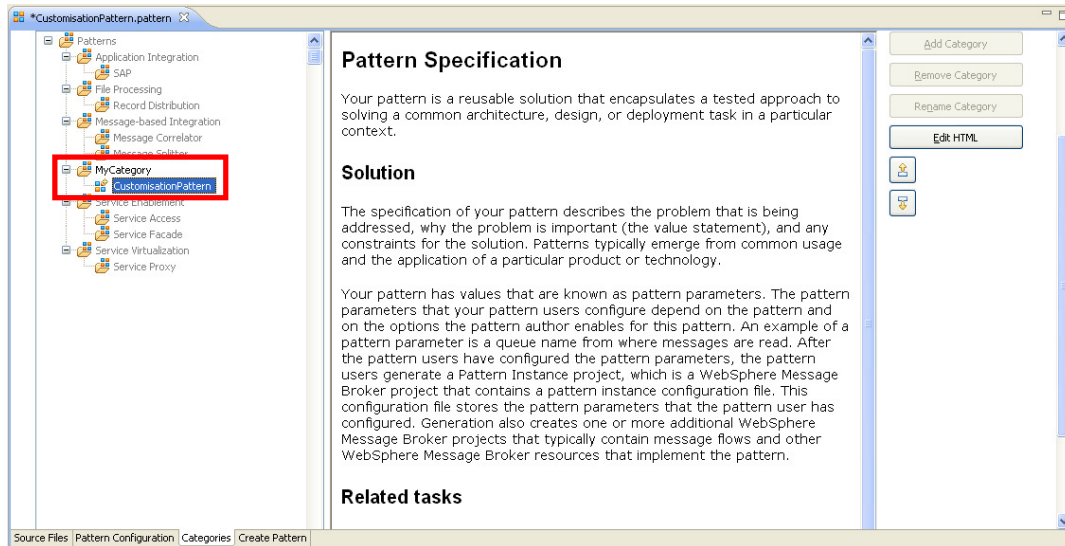 *CustomisationPattern.pattern
Patterns
Application Integration
SAP
File Processing
Record Distribution
Message-based Integration
Message Correlator
Message Splitter
MyCategory
CustomisationPattern
Service Enablement
Service Access
Service Facade
Service Virtualization
Service Proxy
Pattern Specification
Your pattern is a reusable solution that encapsulates a tested approach to
solving a common architecture, design, or deployment task in a particular
context.
Solution
The specification of your pattern describes the problem that is being
addressed, why the problem is important (the value statement), and any
constraints for the solution. Patterns typically emerge from common usage
and the application of a particular product or technology.
Your pattern has values that are known as pattern parameters. The pattern
parameters that your pattern users configure depend on the pattern and
on the options the pattern author enables for this pattern. An example of a
pattern parameter is a queue name from where messages are read. After
the pattern users have configured the pattern parameters, the pattern
users generate a Pattern Instance project, which is a WebSphere Message
Broker project that contains a pattern instance configuration file. This
configuration file stores the pattern parameters that the pattern user has
configured. Generation also creates one or more additional WebSphere
Message Broker projects that typically contain message flows and other
WebSphere Message Broker resources that implement the pattern.
Related tasks
Add Category
Remove Category
Rename Category
Edit HTML
Source Files Pattern Configuration Categories Create Pattern